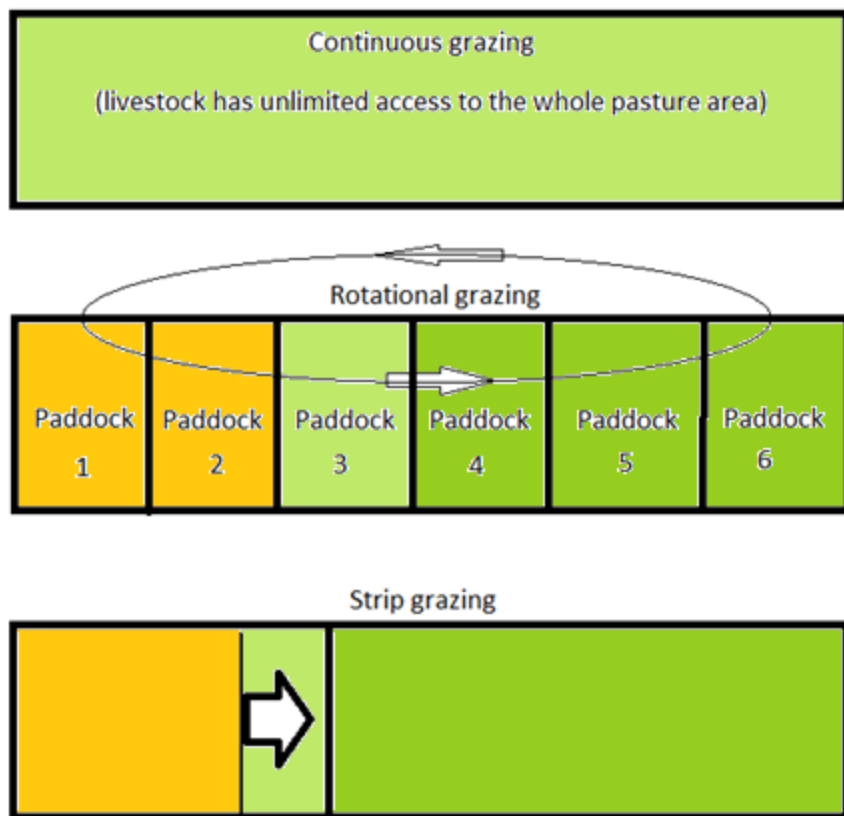 Continuous grazing
(livestock has unlimited access to the whole pasture area)
Rotational grazing
Paddock 1
Paddock 2
Paddock 3
Paddock 4
Paddock 5
Paddock 6
Strip grazing